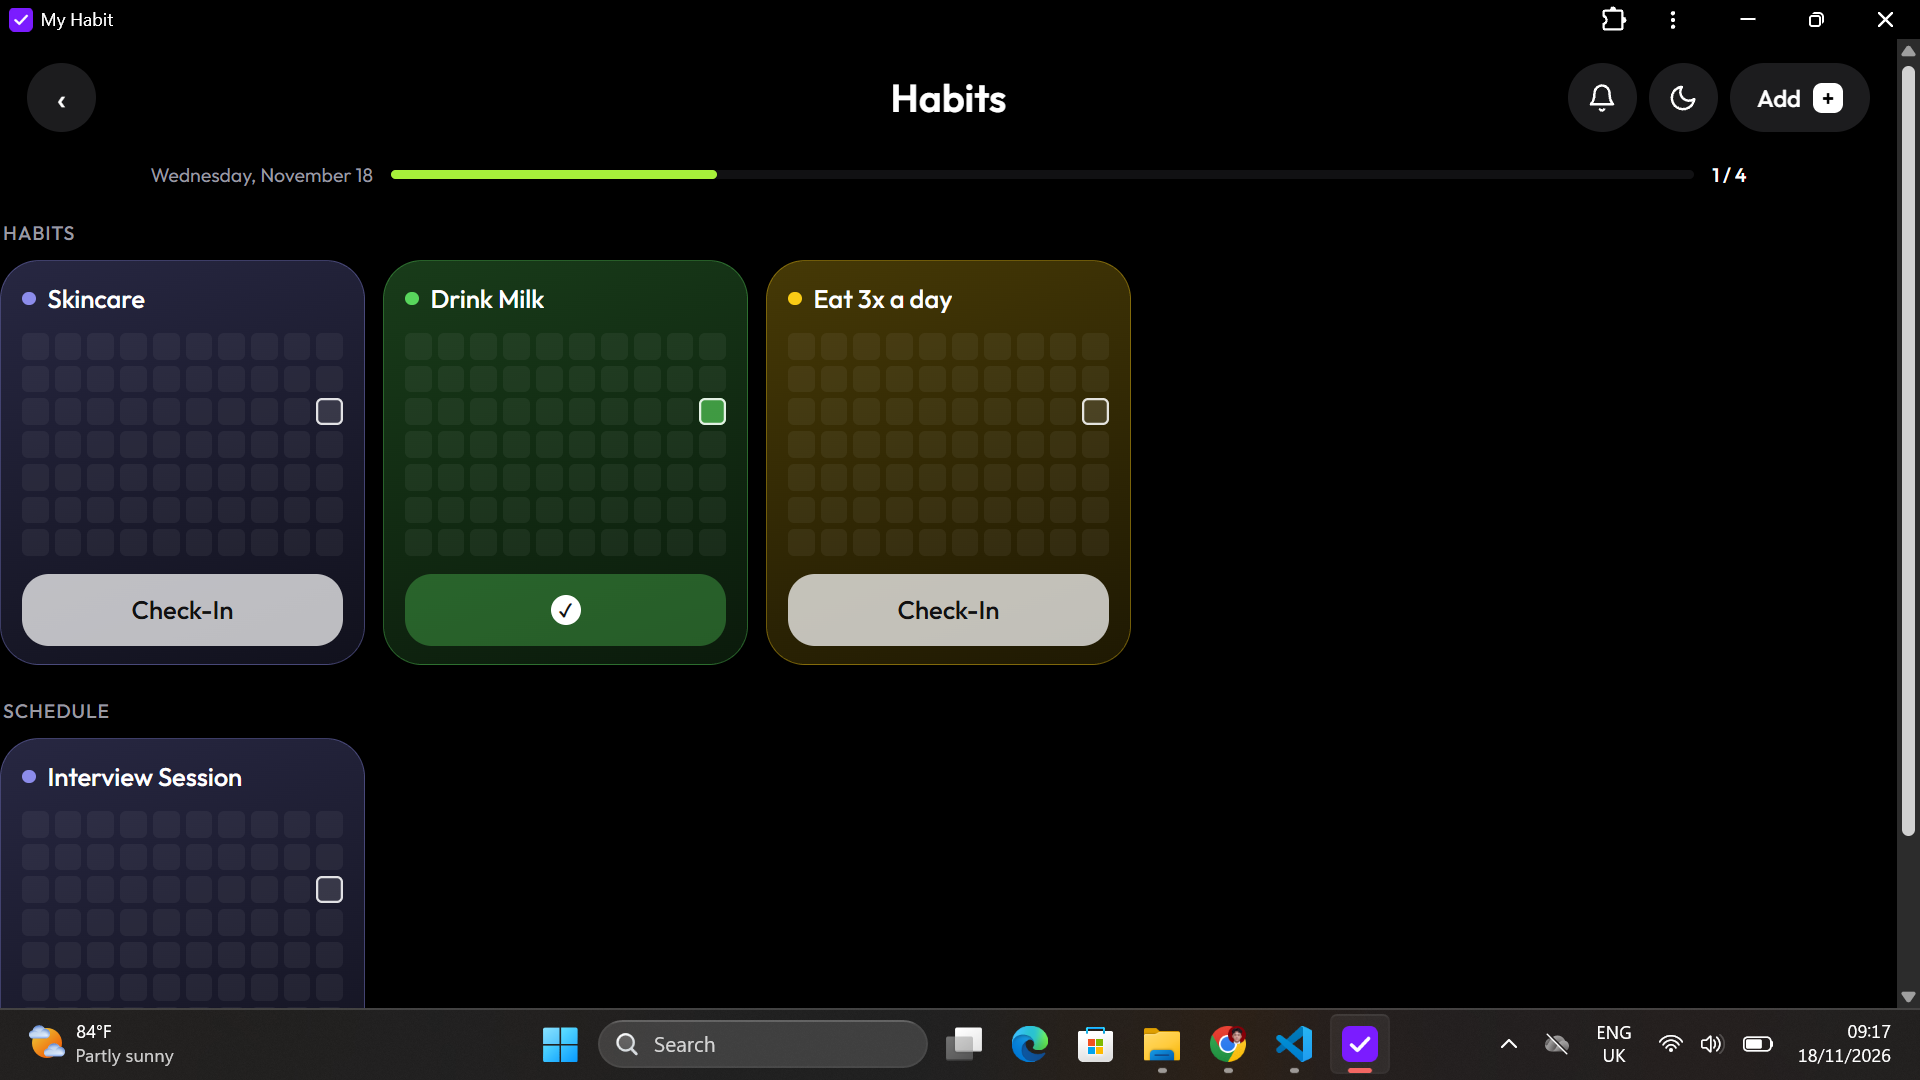 My Habit
Habits
Add
Wednesday, November 18
1 / 4
HABITS
Skincare
Drink Milk
Eat 3x a day
Check-In
Check-In
SCHEDULE
Interview Session
84°F
Partly sunny
Search
ENG
UK
09:17
18/11/2026